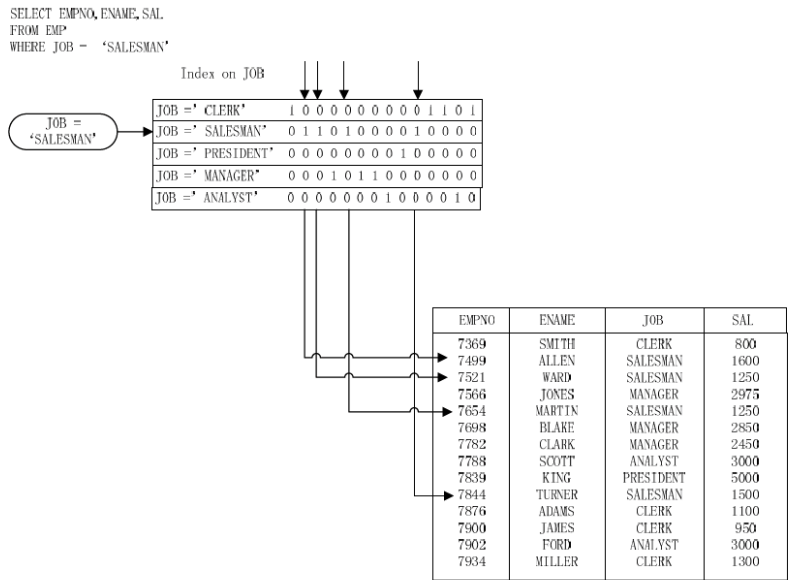 SELECT EMPNO,ENAME,SAL
FROM EMP
WHERE JOB = ‘SALESMAN’
Index on JOB
JOB =
‘SALESMAN’
JOB =’ CLERK’ 1 0 0 0 0 0 0 0 0 0 1 1 0 1
JOB =’ SALESMAN’ 0 1 1 0 1 0 0 0 0 1 0 0 0 0
JOB =’ PRESIDENT’ 0 0 0 0 0 0 0 0 1 0 0 0 0 0
JOB =’ MANAGER’ 0 0 0 1 0 1 1 0 0 0 0 0 0 0
JOB =’ ANALYST’ 0 0 0 0 0 0 0 1 0 0 0 0 1 0
EMPNO ENAME JOB SAL
7369 SMITH CLERK 800
7499 ALLEN SALESMAN 1600
7521 WARD SALESMAN 1250
7566 JONES MANAGER 2975
7654 MARTIN SALESMAN 1250
7698 BLAKE MANAGER 2850
7782 CLARK MANAGER 2450
7788 SCOTT ANALYST 3000
7839 KING PRESIDENT 5000
7844 TURNER SALESMAN 1500
7876 ADAMS CLERK 1100
7900 JAMES CLERK 950
7902 FORD ANALYST 3000
7934 MILLER CLERK 1300